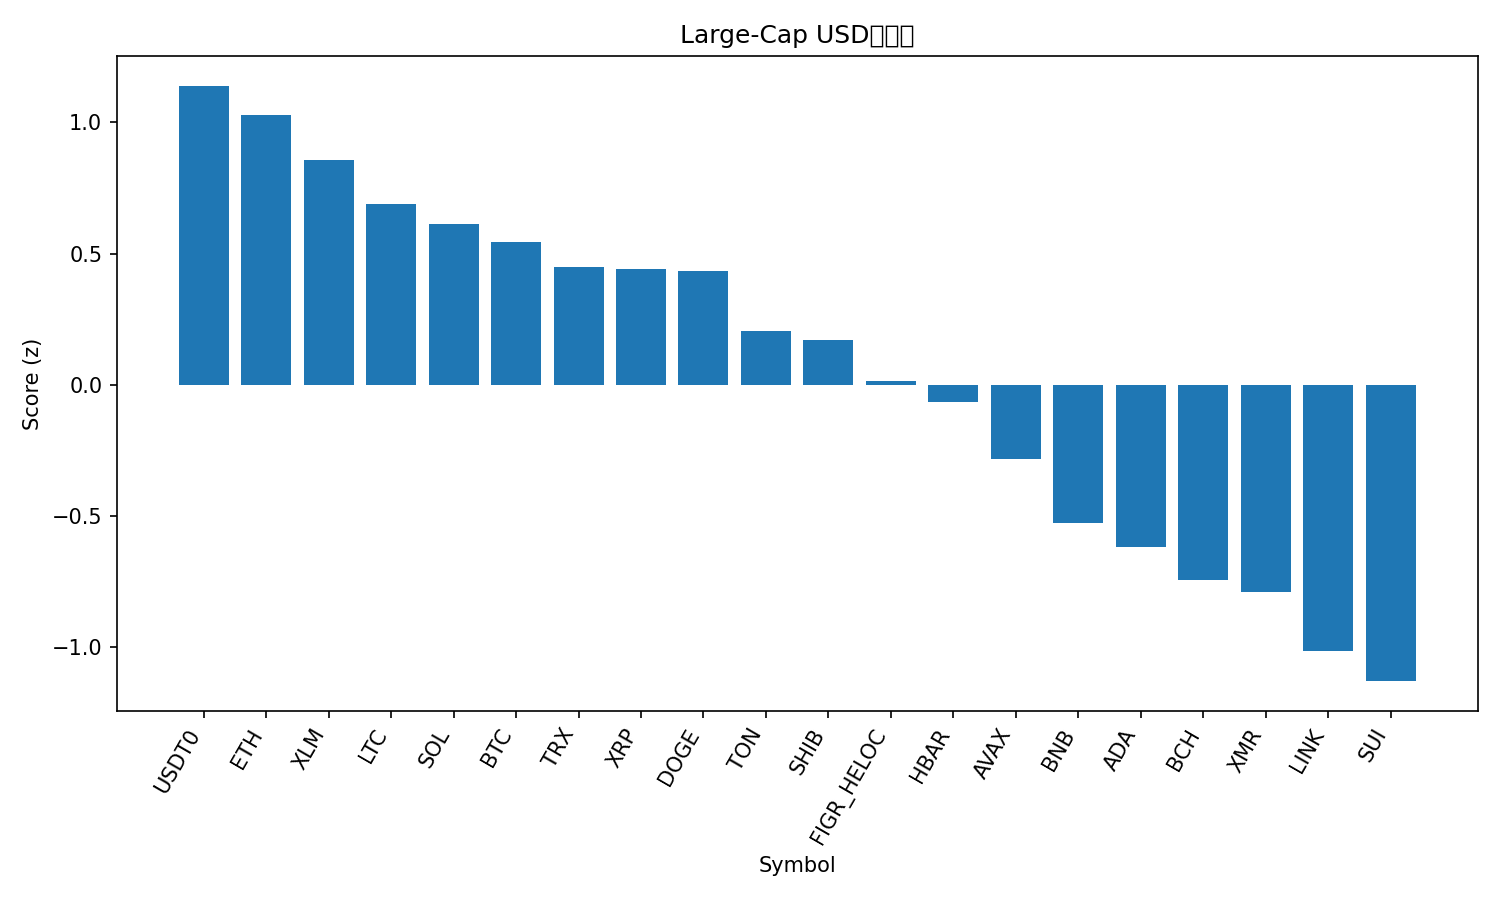 Large-Cap USD
Score (z)
1.0
0.5
0.0
−0.5
−1.0
USDT0
ETH
XLM
LTC
SOL
BTC
TRX
XRP
DOGE
TON
SHIB
FIGR_HELOC
HBAR
AVAX
BNB
ADA
BCH
XMR
LINK
SUI
Symbol